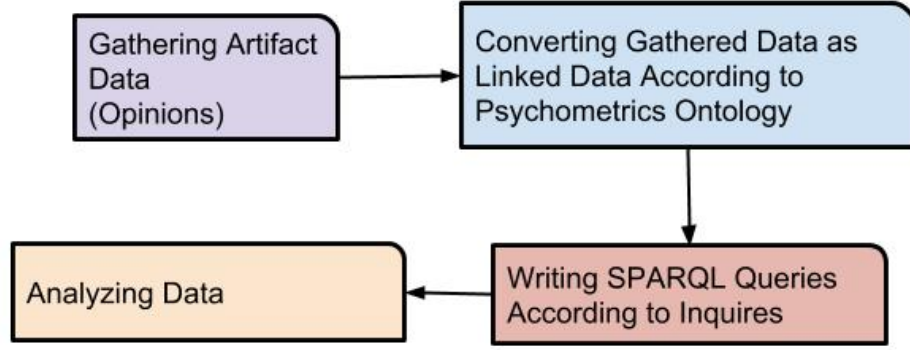 Gathering Artifact
Data
(Opinions)
Converting Gathered Data as
Linked Data According to
Psychometrics Ontology
Writing SPARQL Queries
According to Inquires
Analyzing Data